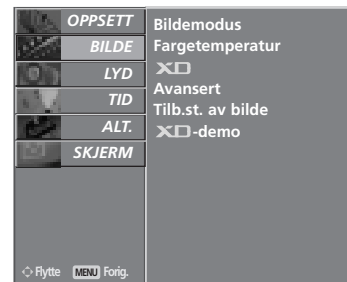 OPPSETT
BILDE
LYD
TID
ALT.
SKJERM
Flytte MENU Forig.
Bildemodus
Fargetemperatur
XD
Avansert
Tilb.st. av bilde
XD-demo